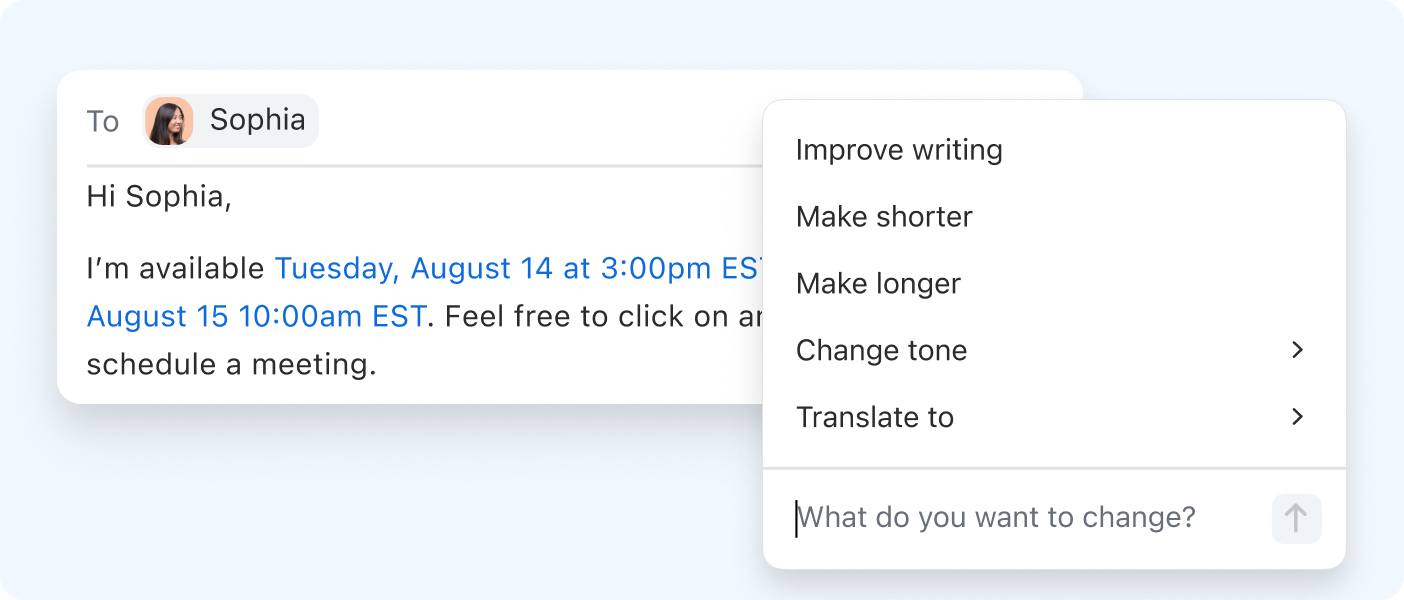 To Sophia
Hi Sophia,
I’m available Tuesday, August 14 at 3:00pm
August 15 10:00am EST. Feel free to click on
schedule a meeting.
Improve writing
Make shorter
Make longer
Change tone
Translate to
What do you want to change?